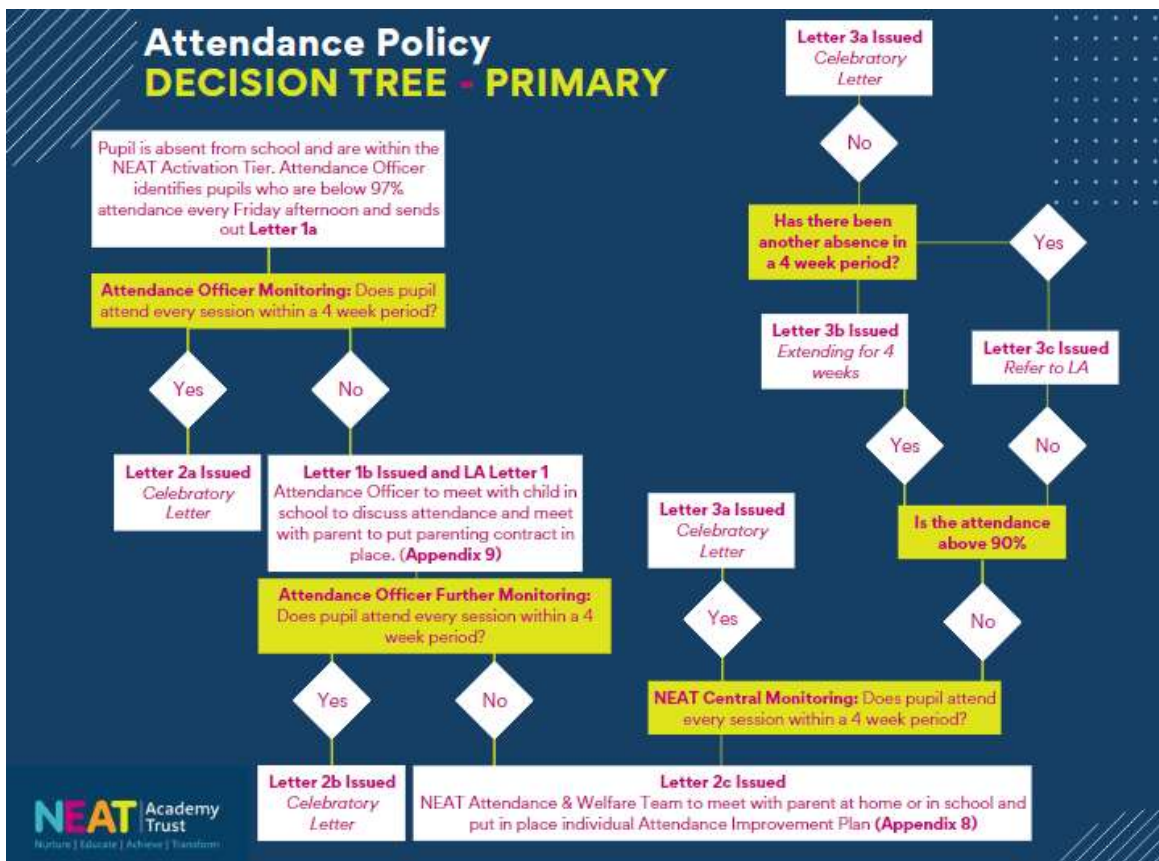 Attendance Policy
DECISION TREE - PRIMARY
Pupil is absent from school and are within the
NEAT Activation Tier. Attendance Officer
identifies pupils who are below 97%
attendance every Friday afternoon and sends
out Letter 1a
Attendance Officer Monitoring: Does pupil
attend every session within a 4 week period?
Yes
No
Letter 2a Issued
Celebratory
Letter
Letter 1b Issued and LA Letter 1
Attendance Officer to meet with child in
school to discuss attendance and meet
with parent to put parenting contract in
place. (Appendix 9)
Attendance Officer Further Monitoring:
Does pupil attend every session within a 4
week period?
Yes
No
Letter 2b Issued
Celebratory
Letter
Letter 2c Issued
NEAT Attendance & Welfare Team to meet with parent at home or in school and
put in place individual Attendance Improvement Plan (Appendix 8)
NEAT Central Monitoring: Does pupil attend
every session within a 4 week period?
Yes
No
Letter 3a Issued
Celebratory
Letter
Is the attendance
above 90%
Yes
No
Letter 3b Issued
Extending for 4
weeks
Letter 3c Issued
Refer to LA
Has there been
another absence in
a 4 week period?
Yes
No
Letter 3a Issued
Celebratory
Letter
NEAT Academy
Trust
Nurture | Educate | Achieve | Transform